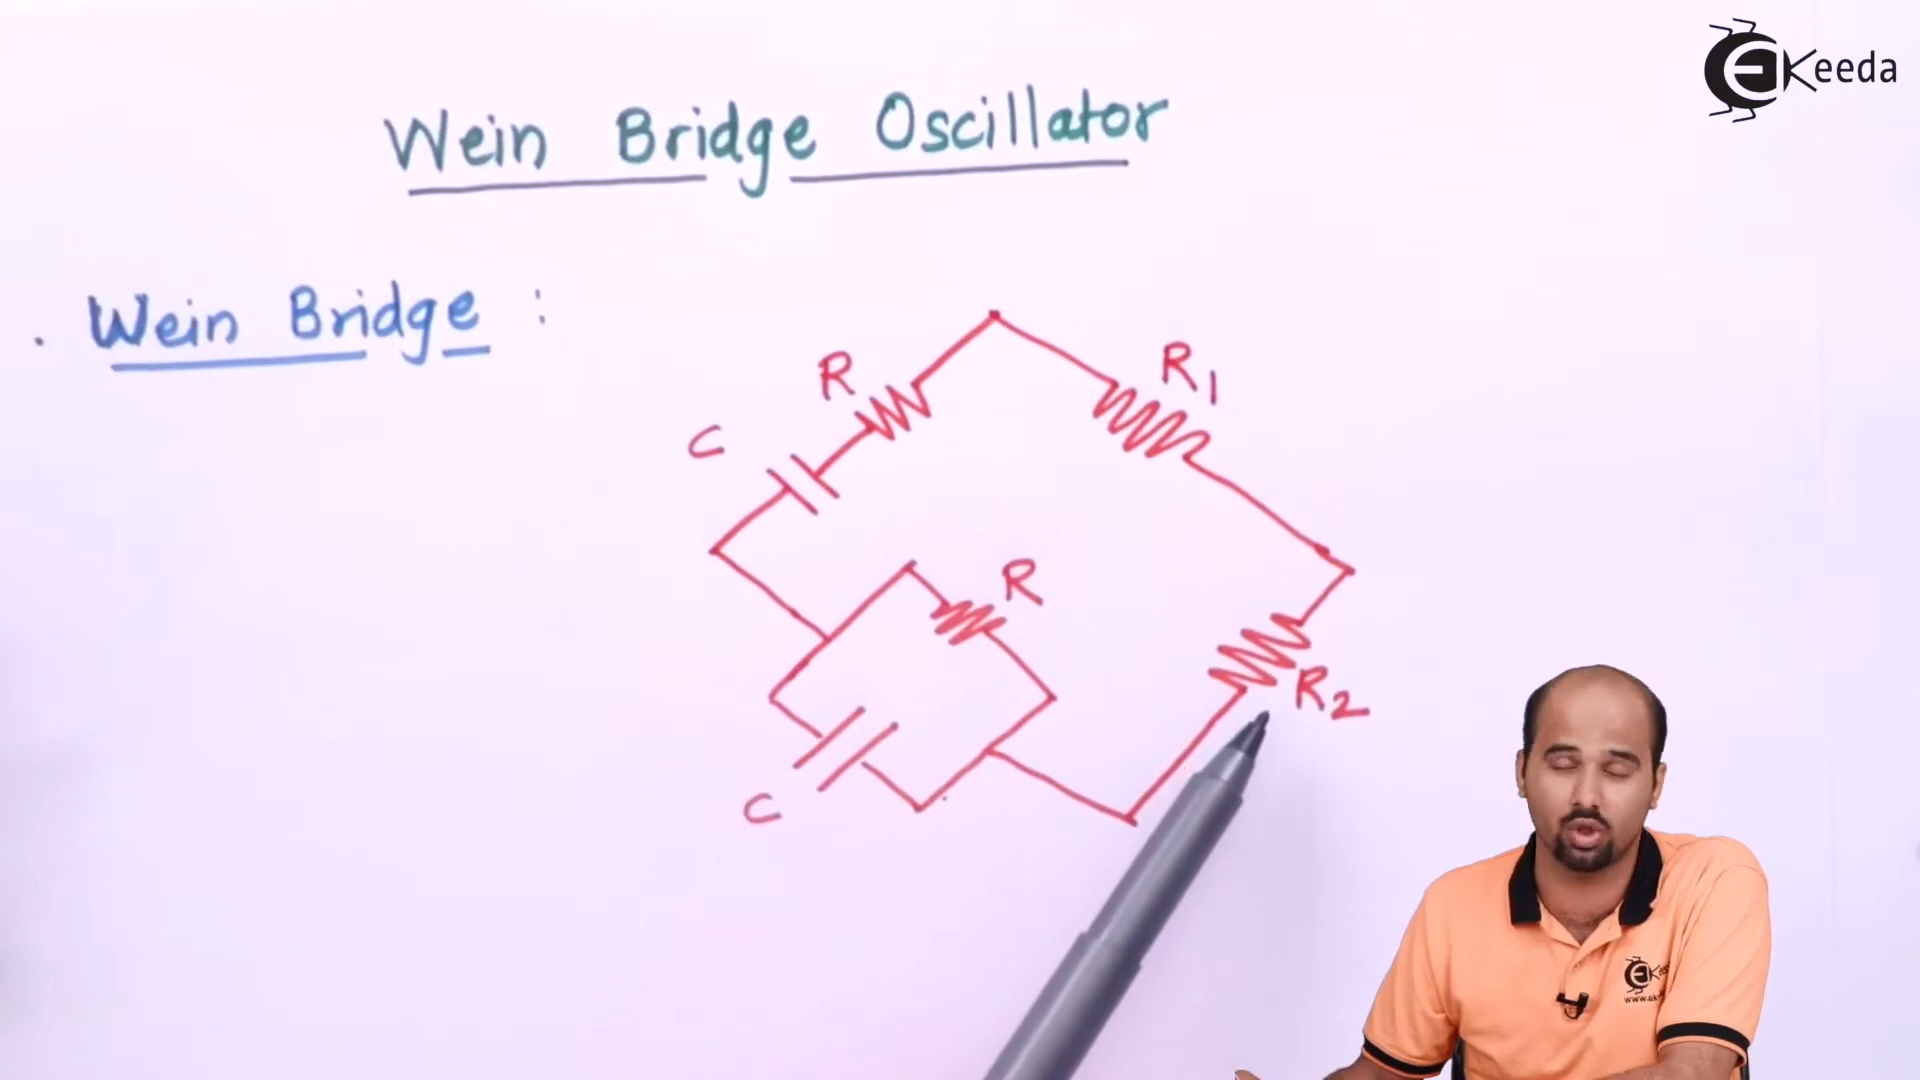 Keeda
Wein Bridge Oscillator
. Wein Bridge :
R
R1
C
R
R2
C